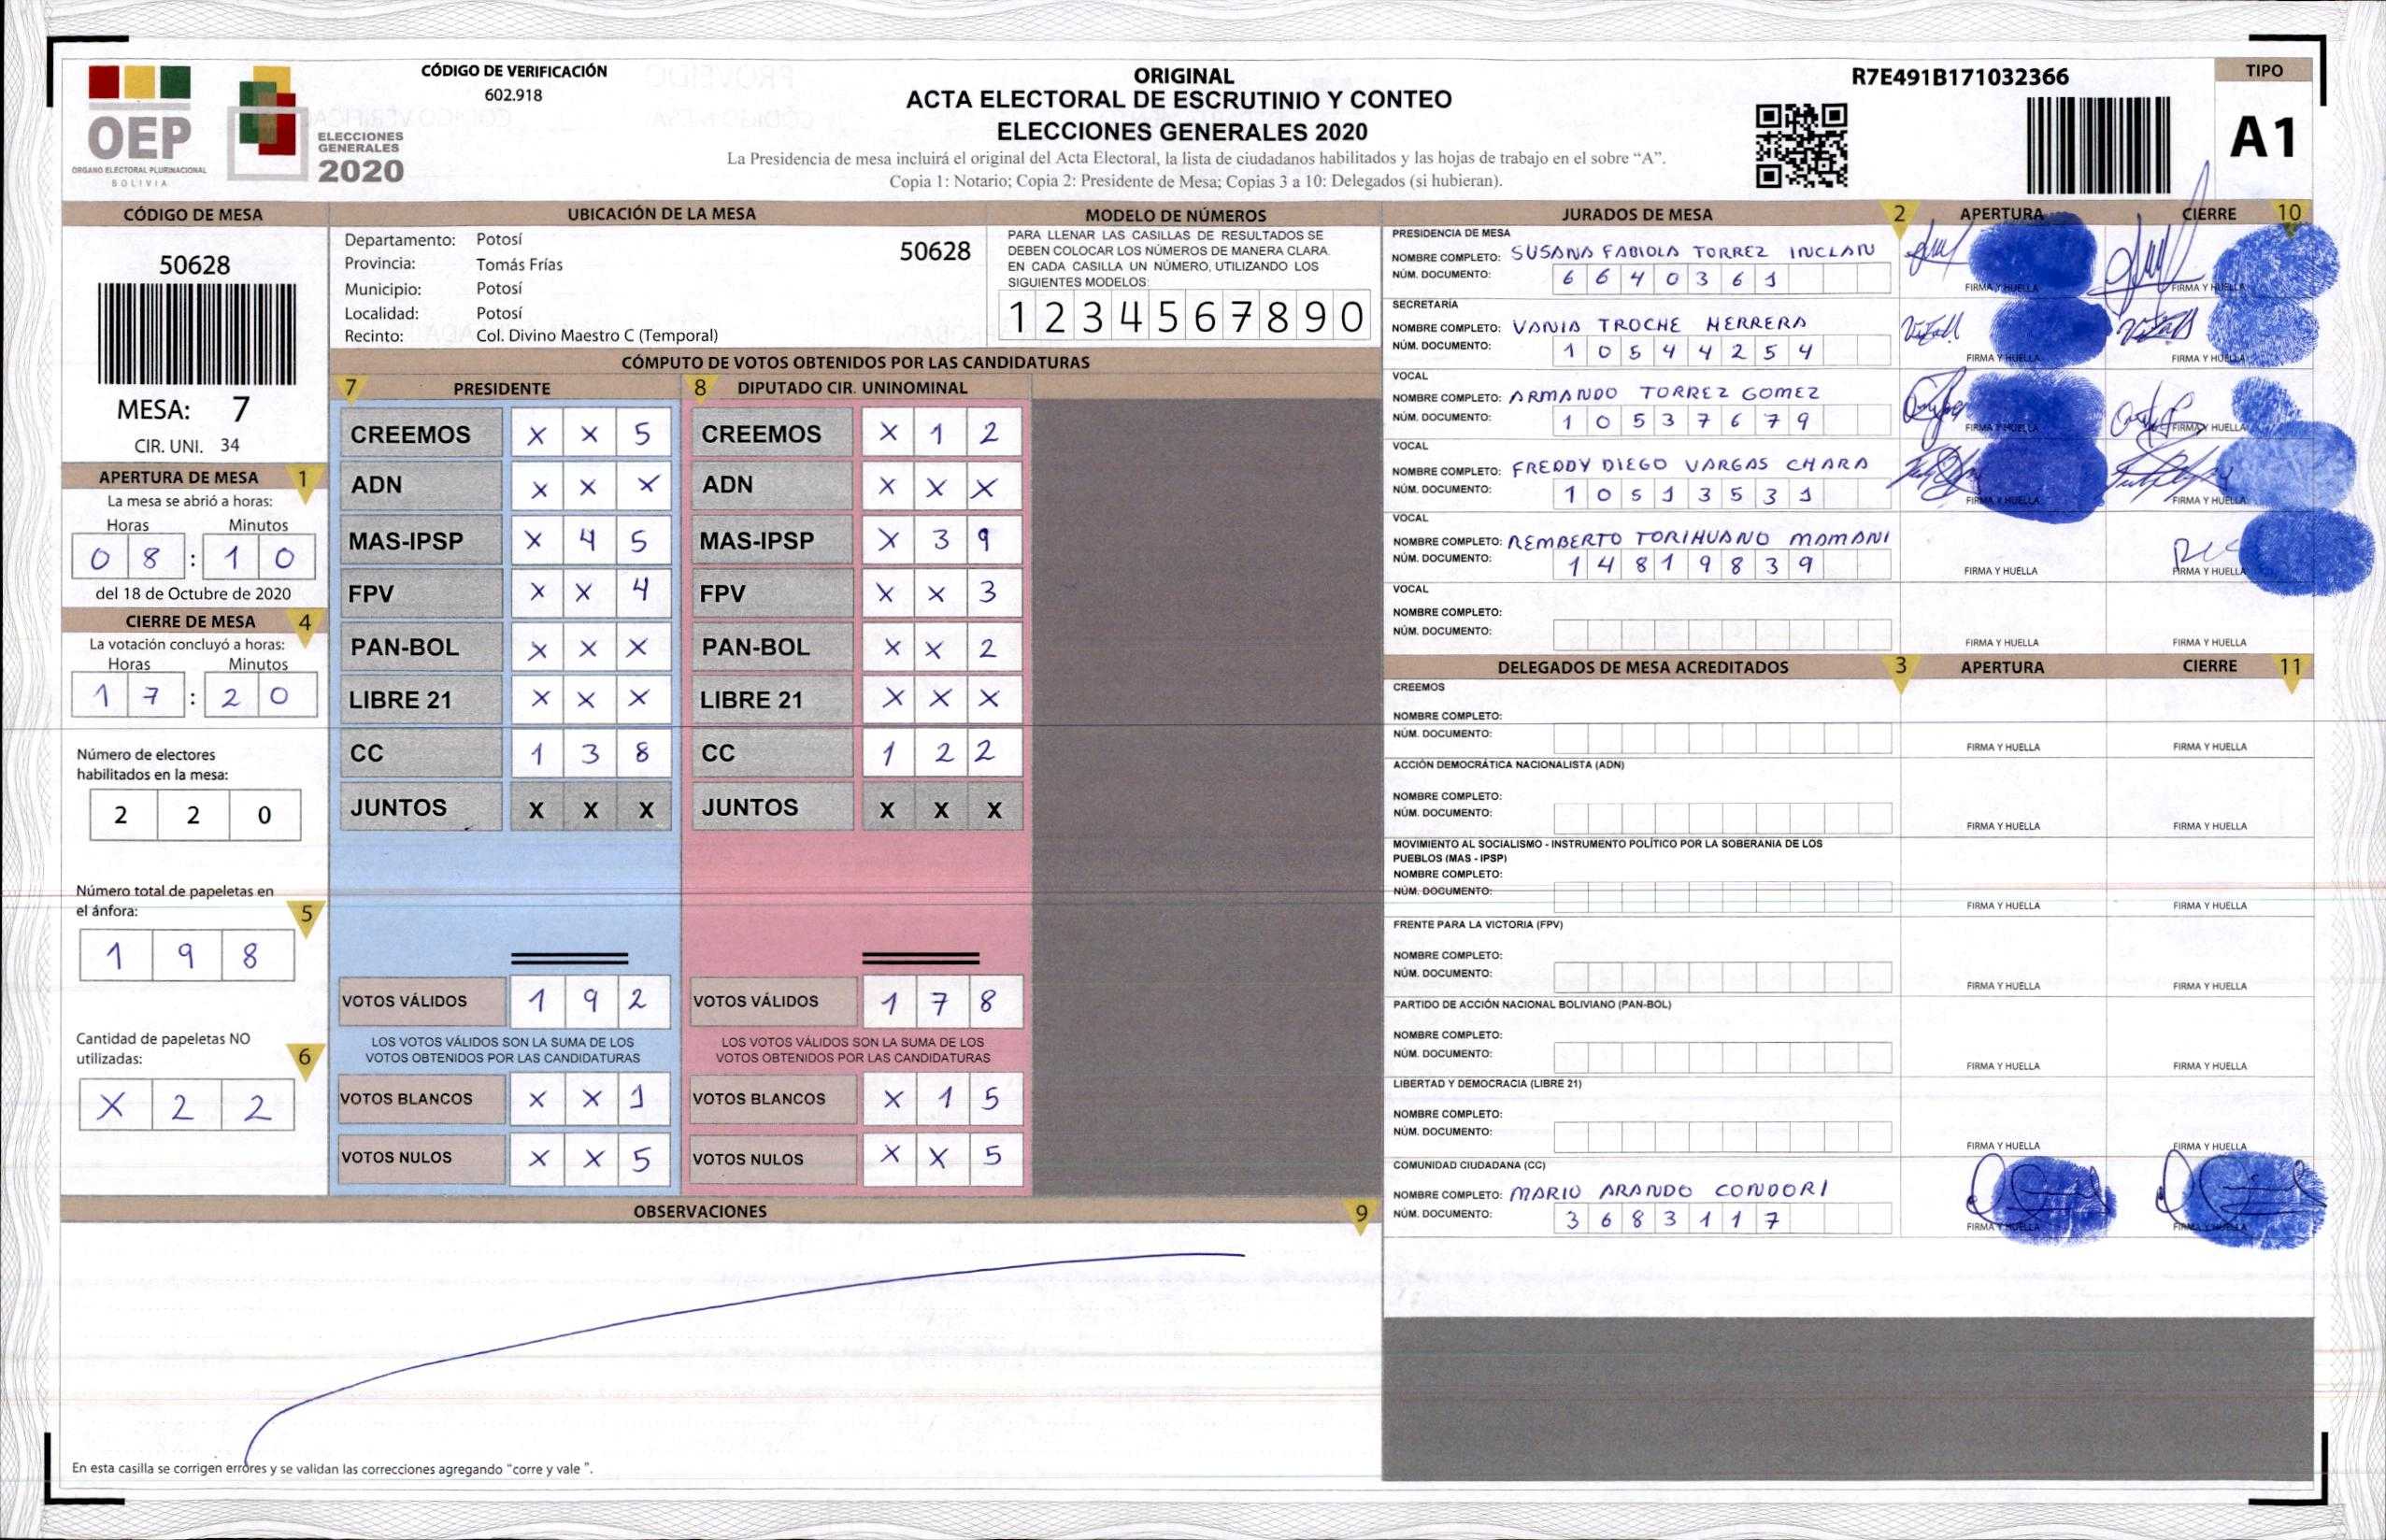 OEP
ORGANO ELECTORAL PLURINACIONAL
BOLIVIA
ELECCIONES
GENERALES
2020
CÓDIGO DE VERIFICACIÓN
602.918
ORIGINAL
ACTA ELECTORAL DE ESCRUTINIO Y CONTEO
ELECCIONES GENERALES 2020
La Presidencia de mesa incluirá el original del Acta Electoral, la lista de ciudadanos habilitados y las hojas de trabajo en el sobre “A”.
Copia 1: Notario; Copia 2: Presidente de Mesa; Copias 3 a 10: Delegados (si hubieran).
R7E491B171032366
TIPO
A1
CÓDIGO DE MESA
50628
MESA: 7
CIR. UNI. 34
APERTURA DE MESA 1
La mesa se abrió a horas:
Horas Minutos
0 8 : 1 0
del 18 de Octubre de 2020
CIERRE DE MESA 4
La votación concluyó a horas:
Horas Minutos
1 7 : 2 0
Número de electores
habilitados en la mesa:
2 2 0
Número total de papeletas en
el ánfora:
5
1 9 8
Cantidad de papeletas NO
utilizadas:
6
X 2 2
UBICACIÓN DE LA MESA
Departamento: Potosí
50628
Provincia: Tomás Frías
Municipio: Potosí
Localidad: Potosí
Recinto: Col. Divino Maestro C (Temporal)
MODELO DE NÚMEROS
PARA LLENAR LAS CASILLAS DE RESULTADOS SE
DEBEN COLOCAR LOS NÚMEROS DE MANERA CLARA.
EN CADA CASILLA UN NÚMERO, UTILIZANDO LOS
SIGUIENTES MODELOS:
1 2 3 4 5 6 7 8 9 0
CÓMPUTO DE VOTOS OBTENIDOS POR LAS CANDIDATURAS
7 PRESIDENTE
CREEMOS X X 5
ADN X X X
MAS-IPSP X 4 5
FPV X X 4
PAN-BOL X X X
LIBRE 21 X X X
CC 1 3 8
JUNTOS X X X
VOTOS VÁLIDOS 1 9 2
LOS VOTOS VÁLIDOS SON LA SUMA DE LOS
VOTOS OBTENIDOS POR LAS CANDIDATURAS
VOTOS BLANCOS X X 1
VOTOS NULOS X X 5
8 DIPUTADO CIR. UNINOMINAL
CREEMOS X 1 2
ADN X X X
MAS-IPSP X 3 9
FPV X X 3
PAN-BOL X X 2
LIBRE 21 X X X
CC 1 2 2
JUNTOS X X X
VOTOS VÁLIDOS 1 7 8
LOS VOTOS VÁLIDOS SON LA SUMA DE LOS
VOTOS OBTENIDOS POR LAS CANDIDATURAS
VOTOS BLANCOS X 1 5
VOTOS NULOS X X 5
OBSERVACIONES 9
En esta casilla se corrigen errores y se validan las correcciones agregando “corre y vale ”.
JURADOS DE MESA 2 APERTURA CIERRE 10
PRESIDENCIA DE MESA
NOMBRE COMPLETO: SUSANA FABIOLA TORREZ INCLAN
NÚM. DOCUMENTO: 6 6 4 0 3 6 1
FIRMA Y HUELLA FIRMA Y HUELLA
SECRETARÍA
NOMBRE COMPLETO: VANIA TROCHE HERRERA
NÚM. DOCUMENTO: 1 0 5 4 4 2 5 4
FIRMA Y HUELLA FIRMA Y HUELLA
VOCAL
NOMBRE COMPLETO: ARMANDO TORREZ GOMEZ
NÚM. DOCUMENTO: 1 0 5 3 7 6 7 9
FIRMA Y HUELLA FIRMA Y HUELLA
VOCAL
NOMBRE COMPLETO: FREDDY DIEGO VARGAS CHARA
NÚM. DOCUMENTO: 1 0 5 1 3 5 3 1
FIRMA Y HUELLA FIRMA Y HUELLA
VOCAL
NOMBRE COMPLETO: REMBERTO TORIHUANO MAMANI
NÚM. DOCUMENTO: 1 4 8 1 9 8 3 9
FIRMA Y HUELLA FIRMA Y HUELLA
VOCAL
NOMBRE COMPLETO:
NÚM. DOCUMENTO:
FIRMA Y HUELLA FIRMA Y HUELLA
DELEGADOS DE MESA ACREDITADOS 3 APERTURA CIERRE 11
CREEMOS
NOMBRE COMPLETO:
NÚM. DOCUMENTO:
FIRMA Y HUELLA FIRMA Y HUELLA
ACCIÓN DEMOCRÁTICA NACIONALISTA (ADN)
NOMBRE COMPLETO:
NÚM. DOCUMENTO:
FIRMA Y HUELLA FIRMA Y HUELLA
MOVIMIENTO AL SOCIALISMO - INSTRUMENTO POLÍTICO POR LA SOBERANIA DE LOS
PUEBLOS (MAS - IPSP)
NOMBRE COMPLETO:
NÚM. DOCUMENTO:
FIRMA Y HUELLA FIRMA Y HUELLA
FRENTE PARA LA VICTORIA (FPV)
NOMBRE COMPLETO:
NÚM. DOCUMENTO:
FIRMA Y HUELLA FIRMA Y HUELLA
PARTIDO DE ACCIÓN NACIONAL BOLIVIANO (PAN-BOL)
NOMBRE COMPLETO:
NÚM. DOCUMENTO:
FIRMA Y HUELLA FIRMA Y HUELLA
LIBERTAD Y DEMOCRACIA (LIBRE 21)
NOMBRE COMPLETO:
NÚM. DOCUMENTO:
FIRMA Y HUELLA FIRMA Y HUELLA
COMUNIDAD CIUDADANA (CC)
NOMBRE COMPLETO: MARIO ARANDO CONDORI
NÚM. DOCUMENTO: 3 6 8 3 1 1 7
FIRMA Y HUELLA FIRMA Y HUELLA